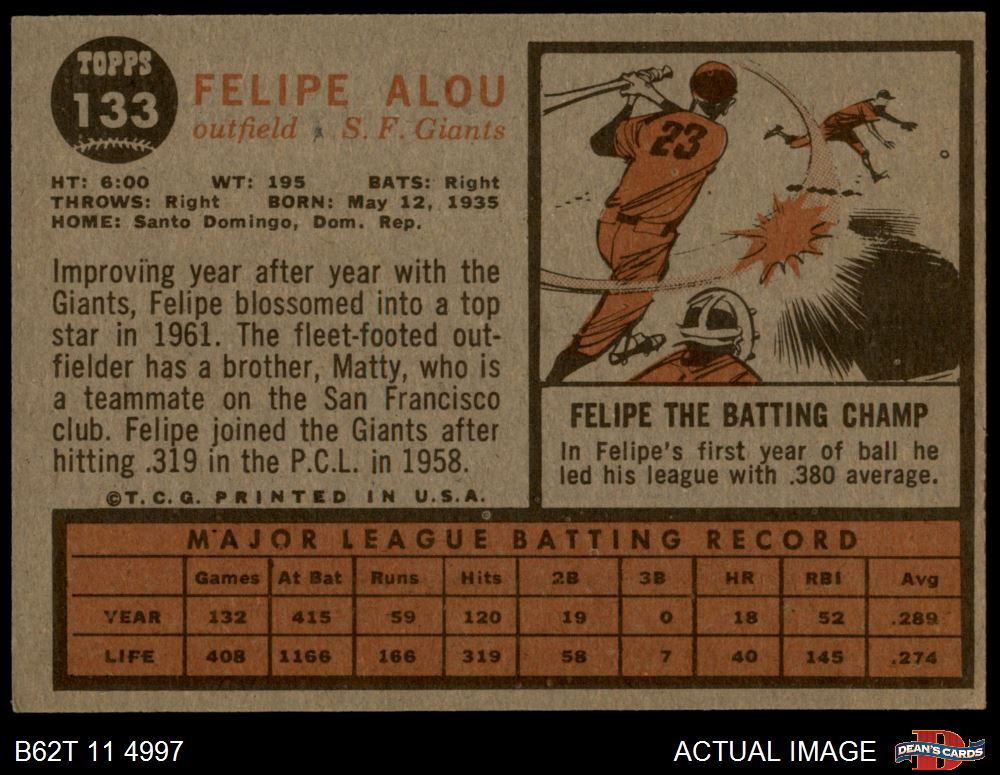 TOPPS
133
FELIPE ALOU
outfield ★ S. F. Giants
HT: 6:00 WT: 195 BATS: Right
THROWS: Right BORN: May 12, 1935
HOME: Santo Domingo, Dom. Rep.
Improving year after year with the
Giants, Felipe blossomed into a top
star in 1961. The fleet-footed out-
fielder has a brother, Matty, who is
a teammate on the San Francisco
club. Felipe joined the Giants after
hitting .319 in the P.C.L. in 1958.
©T.C.G. PRINTED IN U.S.A.
23
FELIPE THE BATTING CHAMP
In Felipe's first year of ball he
led his league with .380 average.
MAJOR LEAGUE BATTING RECORD
Games At Bat Runs Hits 2B 3B HR RBI Avg
YEAR 132 415 59 120 19 0 18 52 .289
LIFE 408 1166 166 319 58 7 40 145 .274
B62T 11 4997
ACTUAL IMAGE
D
DEAN'S CARDS